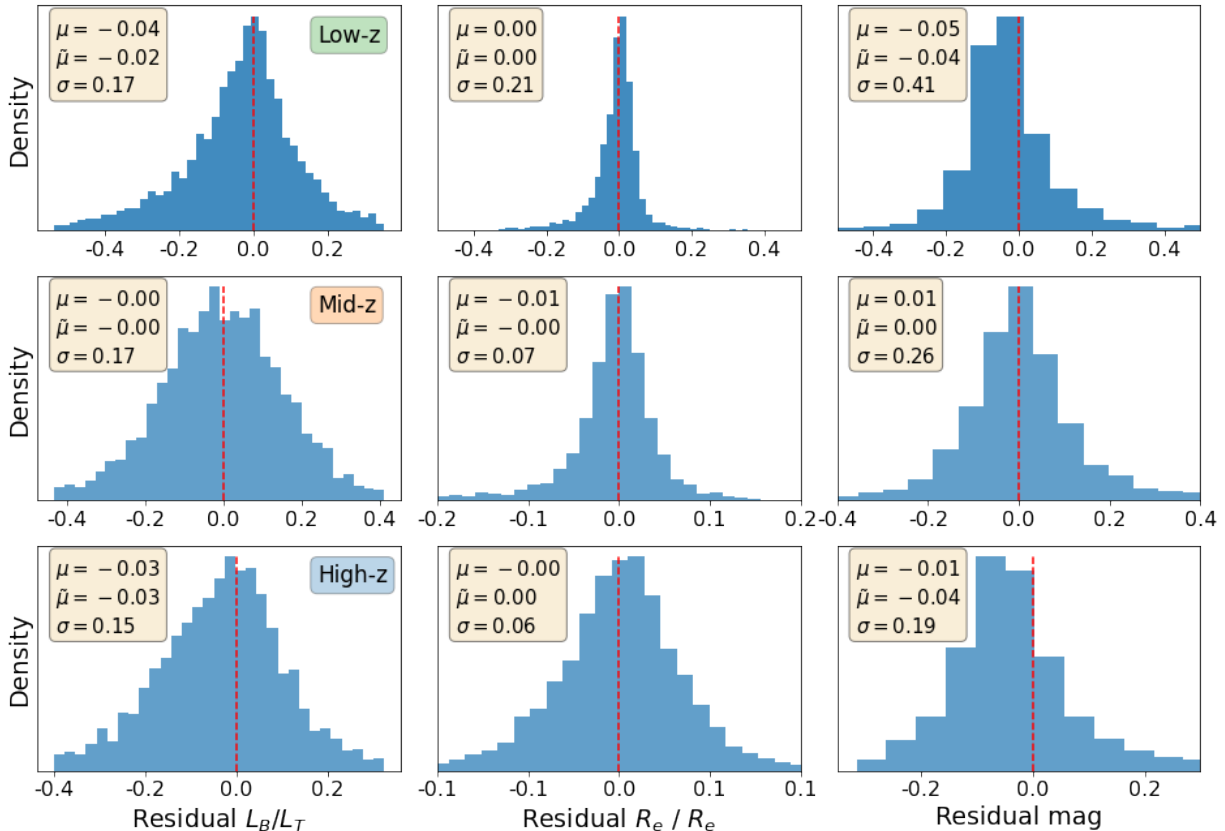 μ = −0.04
μ̃ = −0.02
σ = 0.17
Low-z
μ = 0.00
μ̃ = 0.00
σ = 0.21
μ = −0.05
μ̃ = −0.04
σ = 0.41
Density
-0.4 -0.2 0.0 0.2
-0.4 -0.2 0.0 0.2 0.4
-0.4 -0.2 0.0 0.2 0.4
μ = −0.00
μ̃ = −0.00
σ = 0.17
Mid-z
μ = −0.01
μ̃ = −0.00
σ = 0.07
μ = 0.01
μ̃ = 0.00
σ = 0.26
Density
-0.4 -0.2 0.0 0.2 0.4
-0.2 -0.1 0.0 0.1 0.2
-0.4 -0.2 0.0 0.2 0.4
μ = −0.03
μ̃ = −0.03
σ = 0.15
High-z
μ = −0.00
μ̃ = 0.00
σ = 0.06
μ = −0.01
μ̃ = −0.04
σ = 0.19
Density
-0.4 -0.2 0.0 0.2
-0.1 -0.1 0.0 0.1 0.1
-0.2 0.0 0.2
Residual L_B/L_T
Residual R_e / R_e
Residual mag